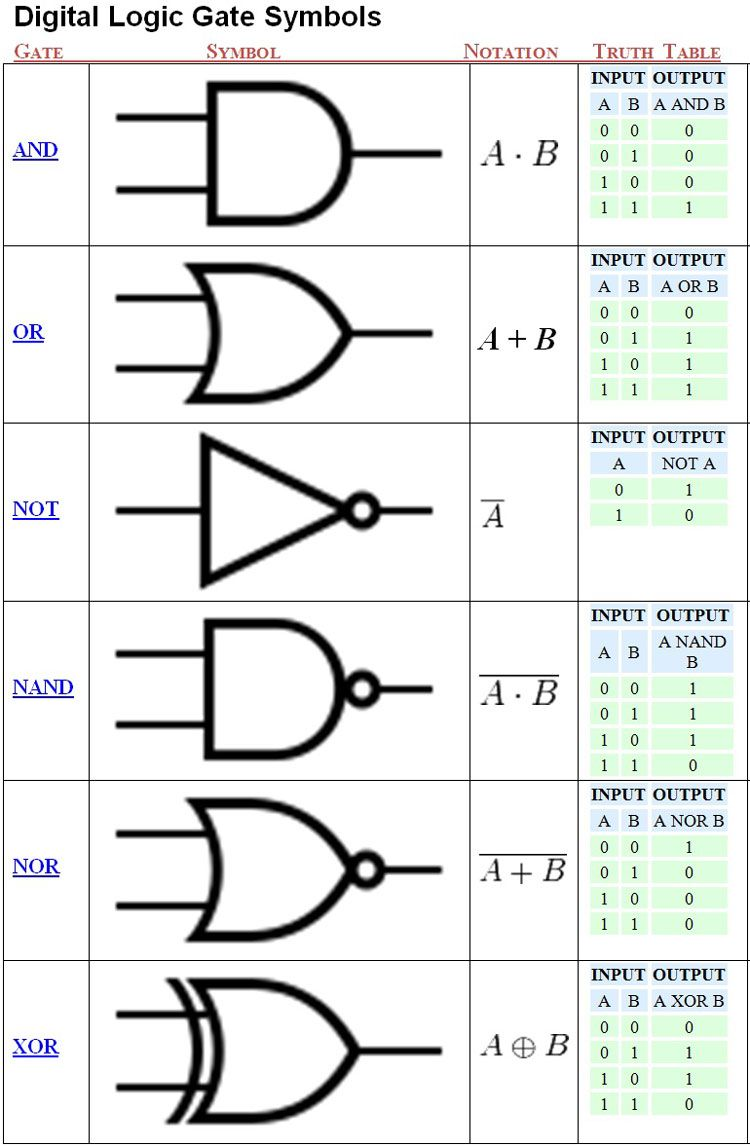 Digital Logic Gate Symbols
GATE SYMBOL NOTATION TRUTH TABLE
AND
A · B
INPUT OUTPUT
A B A AND B
0 0 0
0 1 0
1 0 0
1 1 1
OR
A + B
INPUT OUTPUT
A B A OR B
0 0 0
0 1 1
1 0 1
1 1 1
NOT
A̅
INPUT OUTPUT
A NOT A
0 1
1 0
NAND
A̅ ̅·̅ ̅B̅
INPUT OUTPUT
A B A NAND
B
0 0 1
0 1 1
1 0 1
1 1 0
NOR
A̅ ̅+̅ ̅B̅
INPUT OUTPUT
A B A NOR B
0 0 1
0 1 0
1 0 0
1 1 0
XOR
A ⊕ B
INPUT OUTPUT
A B A XOR B
0 0 0
0 1 1
1 0 1
1 1 0